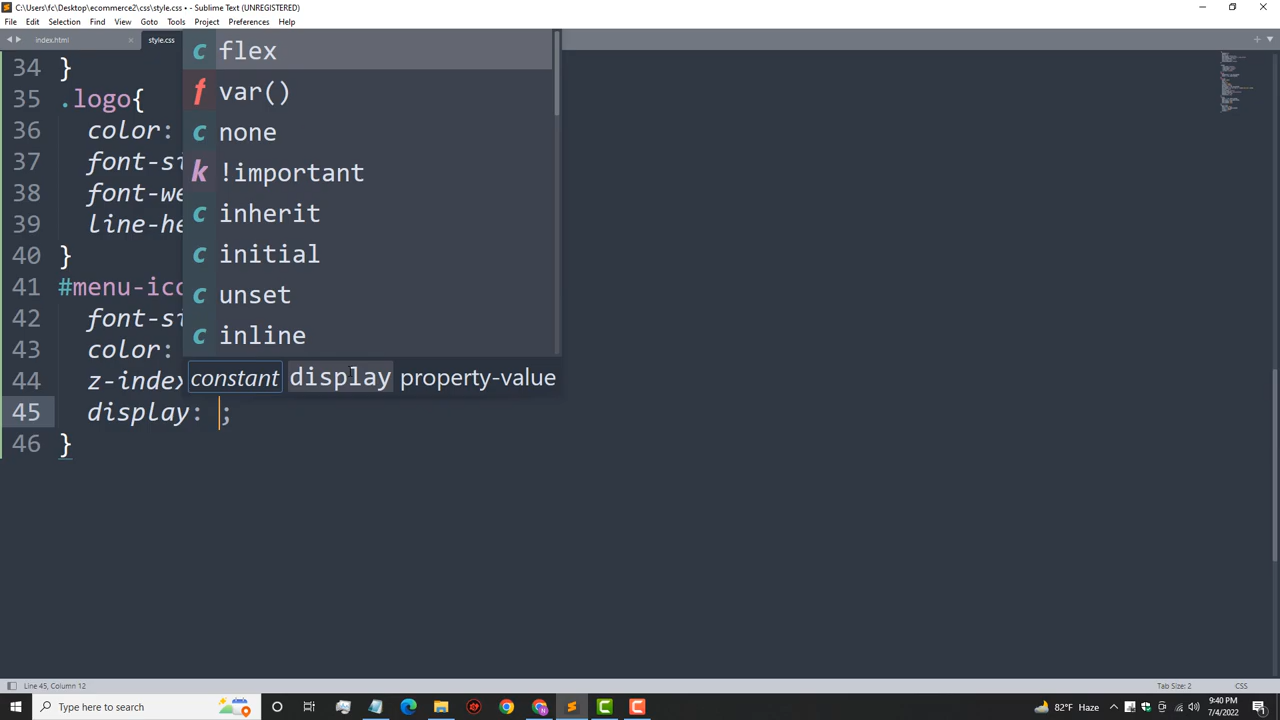 C:\Users\fc\Desktop\ecommerce2\css\style.css • - Sublime Text (UNREGISTERED)
File Edit Selection Find View Goto Tools Project Preferences Help
index.html style.css
34 }
35 .logo{
36 color:
37 font-si
38 font-we
39 line-he
40 }
41 #menu-ico
42 font-si
43 color:
44 z-index
45 display: ;
46 }
c flex
f var()
c none
k !important
c inherit
c initial
c unset
c inline
constant display property-value
Line 45, Column 12
Tab Size: 2
CSS
Type here to search
82°F Haze
9:40 PM
7/4/2022